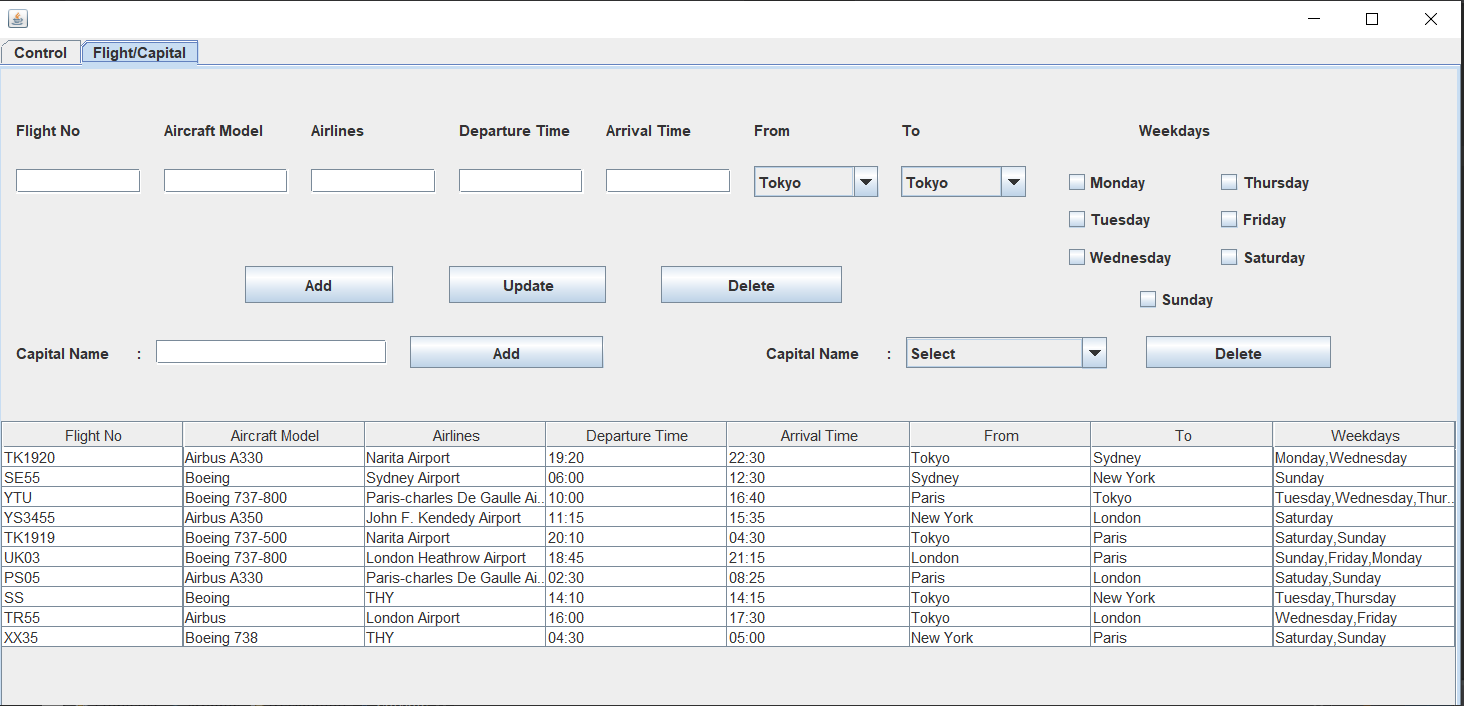 Control Flight/Capital
Flight No Aircraft Model Airlines Departure Time Arrival Time From To Weekdays
Tokyo Tokyo Monday Thursday
Tuesday Friday
Wednesday Saturday
Add Update Delete
Sunday
Capital Name : Add Capital Name : Select Delete
Flight No Aircraft Model Airlines Departure Time Arrival Time From To Weekdays
TK1920 Airbus A330 Narita Airport 19:20 22:30 Tokyo Sydney Monday,Wednesday
SE55 Boeing Sydney Airport 06:00 12:30 Sydney New York Sunday
YTU Boeing 737-800 Paris-charles De Gaulle Ai... 10:00 16:40 Paris Tokyo Tuesday,Wednesday,Thur...
YS3455 Airbus A350 John F. Kendedy Airport 11:15 15:35 New York London Saturday
TK1919 Boeing 737-500 Narita Airport 20:10 04:30 Tokyo Paris Saturday,Sunday
UK03 Boeing 737-800 London Heathrow Airport 18:45 21:15 London Paris Sunday,Friday,Monday
PS05 Airbus A330 Paris-charles De Gaulle Ai... 02:30 08:25 Paris London Satuday,Sunday
SS Beoing THY 14:10 14:15 Tokyo New York Tuesday,Thursday
TR55 Airbus London Airport 16:00 17:30 Tokyo London Wednesday,Friday
XX35 Boeing 738 THY 04:30 05:00 New York Paris Saturday,Sunday